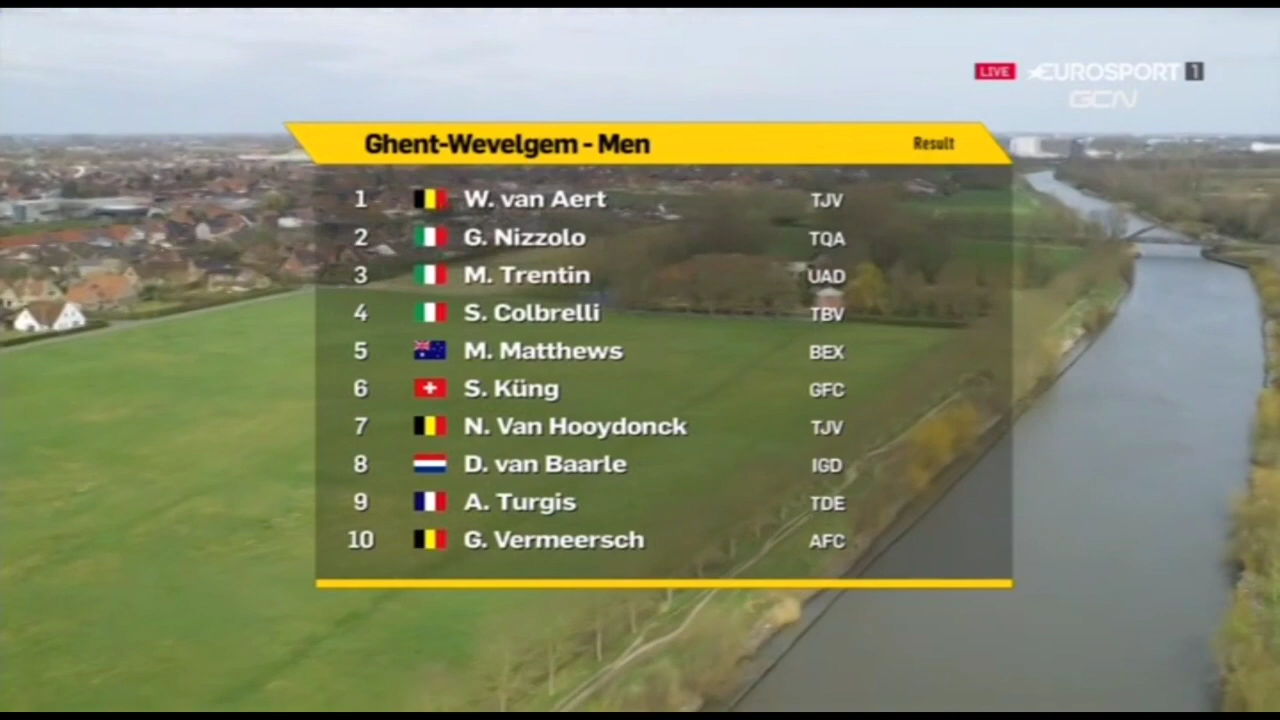 LIVE EUROSPORT 1
GCN
Ghent-Wevelgem - Men Result
1 W. van Aert TJV
2 G. Nizzolo TQA
3 M. Trentin UAD
4 S. Colbrelli TBV
5 M. Matthews BEX
6 S. Küng GFC
7 N. Van Hooydonck TJV
8 D. van Baarle IGD
9 A. Turgis TDE
10 G. Vermeersch AFC